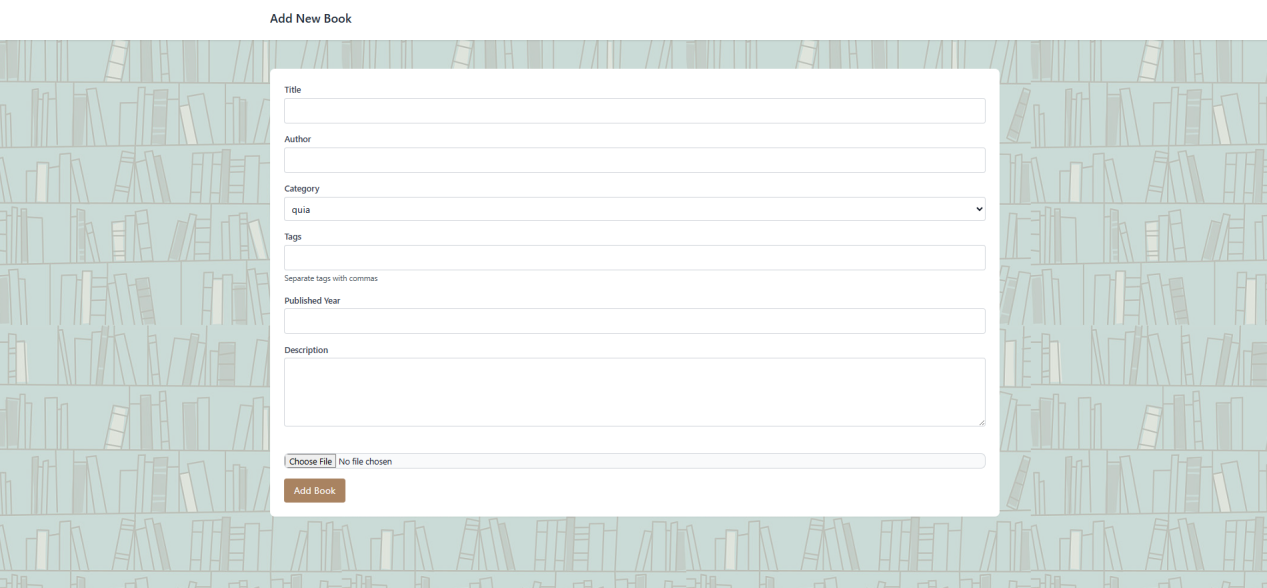 Add New Book
Title
Author
Category
quia
Tags
Separate tags with commas
Published Year
Description
Choose File No file chosen
Add Book